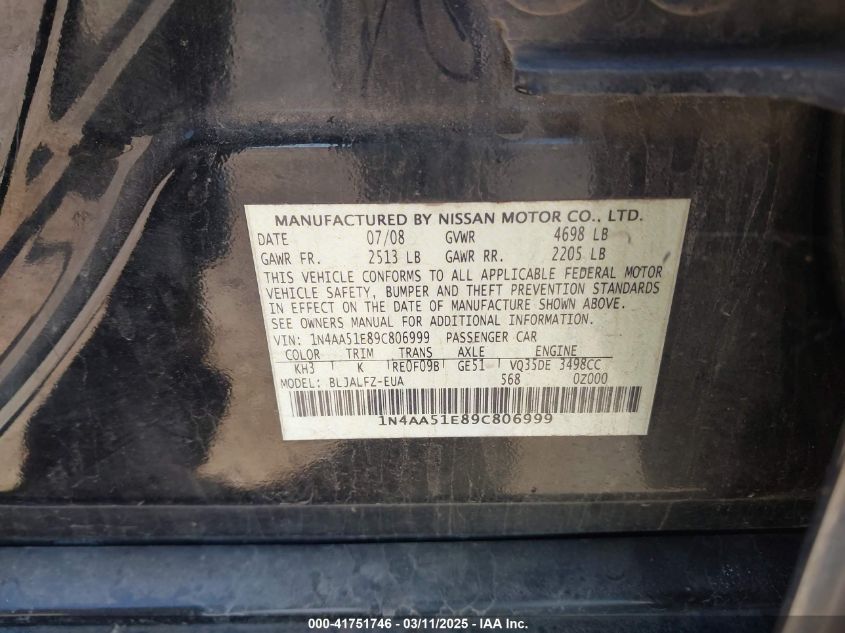 MANUFACTURED BY NISSAN MOTOR CO., LTD.
DATE 07/08 GVWR 4698 LB
GAWR FR. 2513 LB GAWR RR. 2205 LB
THIS VEHICLE CONFORMS TO ALL APPLICABLE FEDERAL MOTOR
VEHICLE SAFETY, BUMPER AND THEFT PREVENTION STANDARDS
IN EFFECT ON THE DATE OF MANUFACTURE SHOWN ABOVE.
SEE OWNERS MANUAL FOR ADDITIONAL INFORMATION.
VIN: 1N4AA51E89C806999 PASSENGER CAR
COLOR TRIM TRANS AXLE ENGINE
KH3 K RE0F09B GE51 VQ35DE 3498CC
MODEL: BLJALFZ-EUA 568 0Z000
1N4AA51E89C806999
000-41751746 - 03/11/2025 - IAAI.com